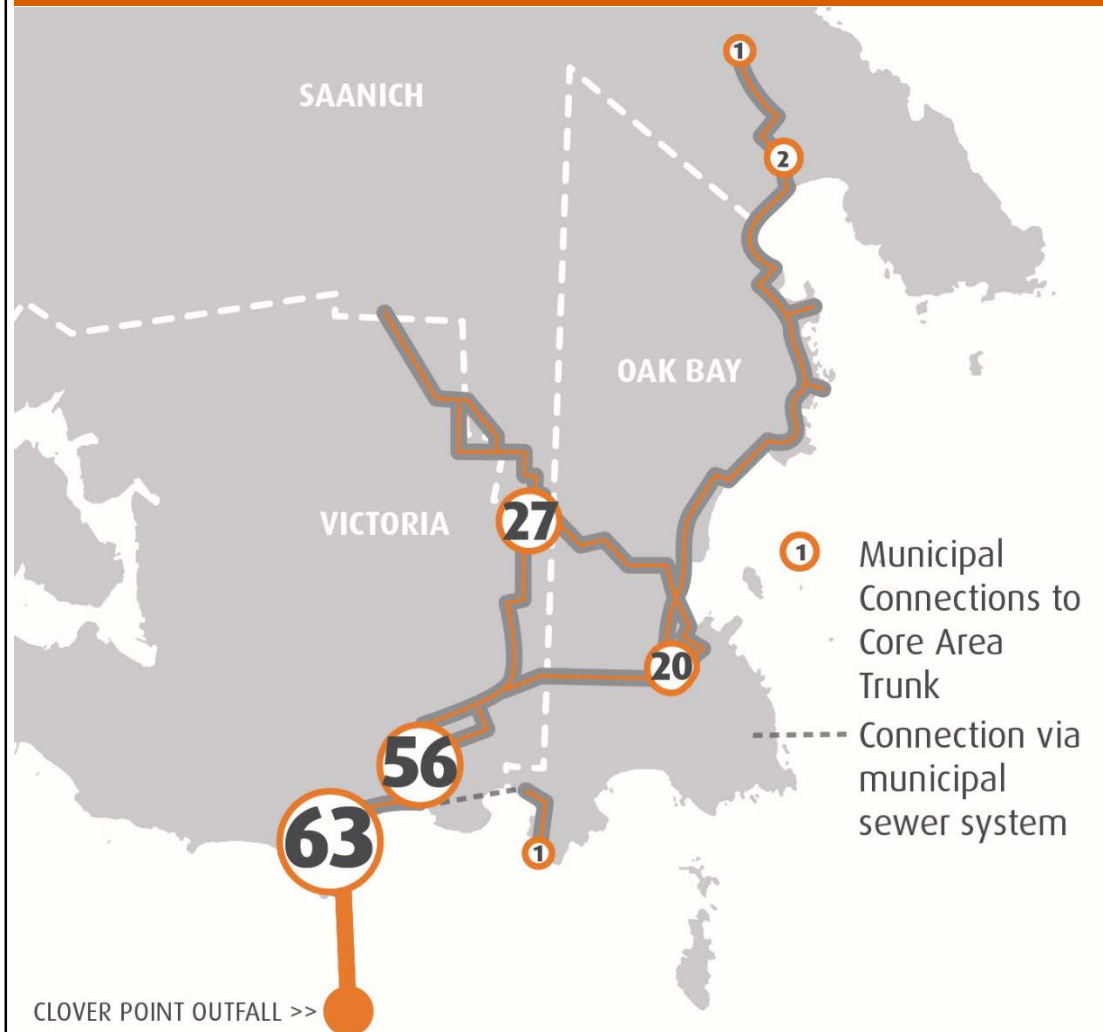 1
SAANICH
2
OAK BAY
27
VICTORIA
1
Municipal
Connections to
Core Area
Trunk
20
Connection via
municipal
sewer system
56
63
1
CLOVER POINT OUTFALL >>